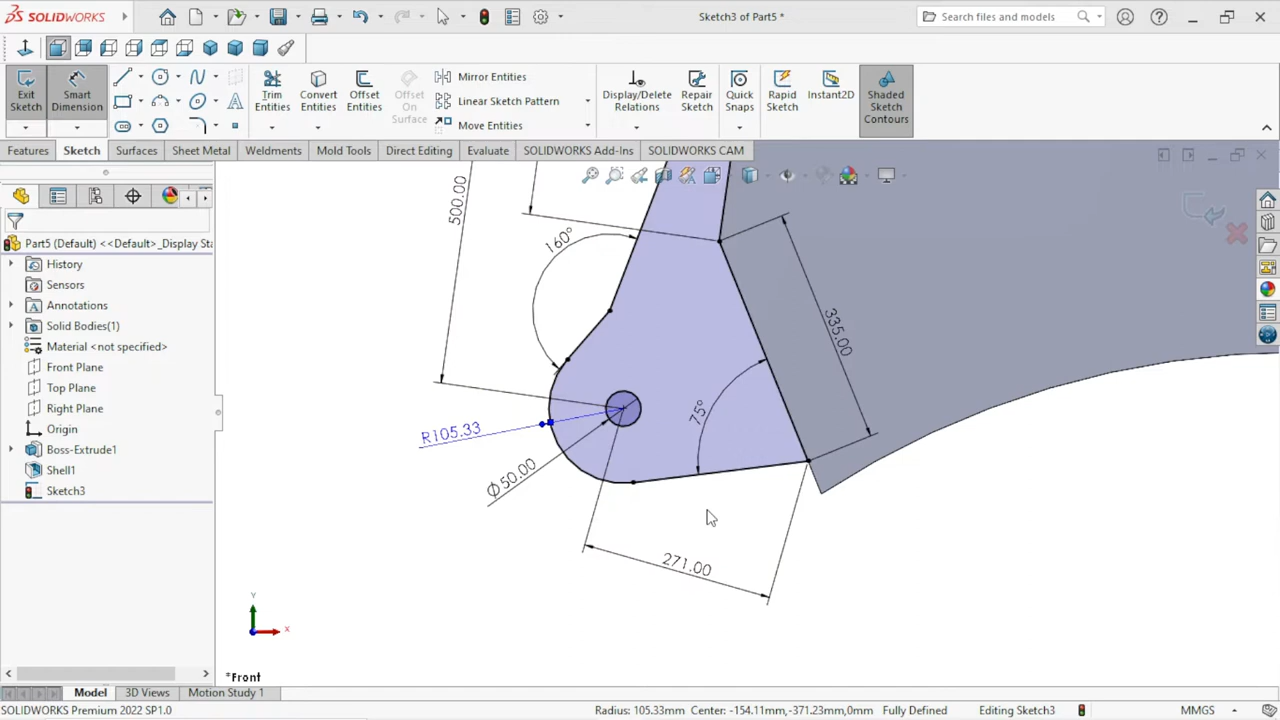 SOLIDWORKS
Sketch3 of Part5 *
Search files and models
Exit Sketch
Smart Dimension
Trim Entities
Convert Entities
Offset Entities
Offset On Surface
Mirror Entities
Linear Sketch Pattern
Move Entities
Display/Delete Relations
Repair Sketch
Quick Snaps
Rapid Sketch
Instant2D
Shaded Sketch Contours
Features
Sketch
Surfaces
Sheet Metal
Weldments
Mold Tools
Direct Editing
Evaluate
SOLIDWORKS Add-Ins
SOLIDWORKS CAM
Part5 (Default) <<Default>_Display Sta
History
Sensors
Annotations
Solid Bodies(1)
Material <not specified>
Front Plane
Top Plane
Right Plane
Origin
Boss-Extrude1
Shell1
Sketch3
500.00
160°
335.00
75°
R105.33
Ø50.00
271.00
Y
X
*Front
Model
3D Views
Motion Study 1
SOLIDWORKS Premium 2022 SP1.0
Radius: 105.33mm Center: -154.11mm,-371.23mm,0mm
Fully Defined
Editing Sketch3
MMGS